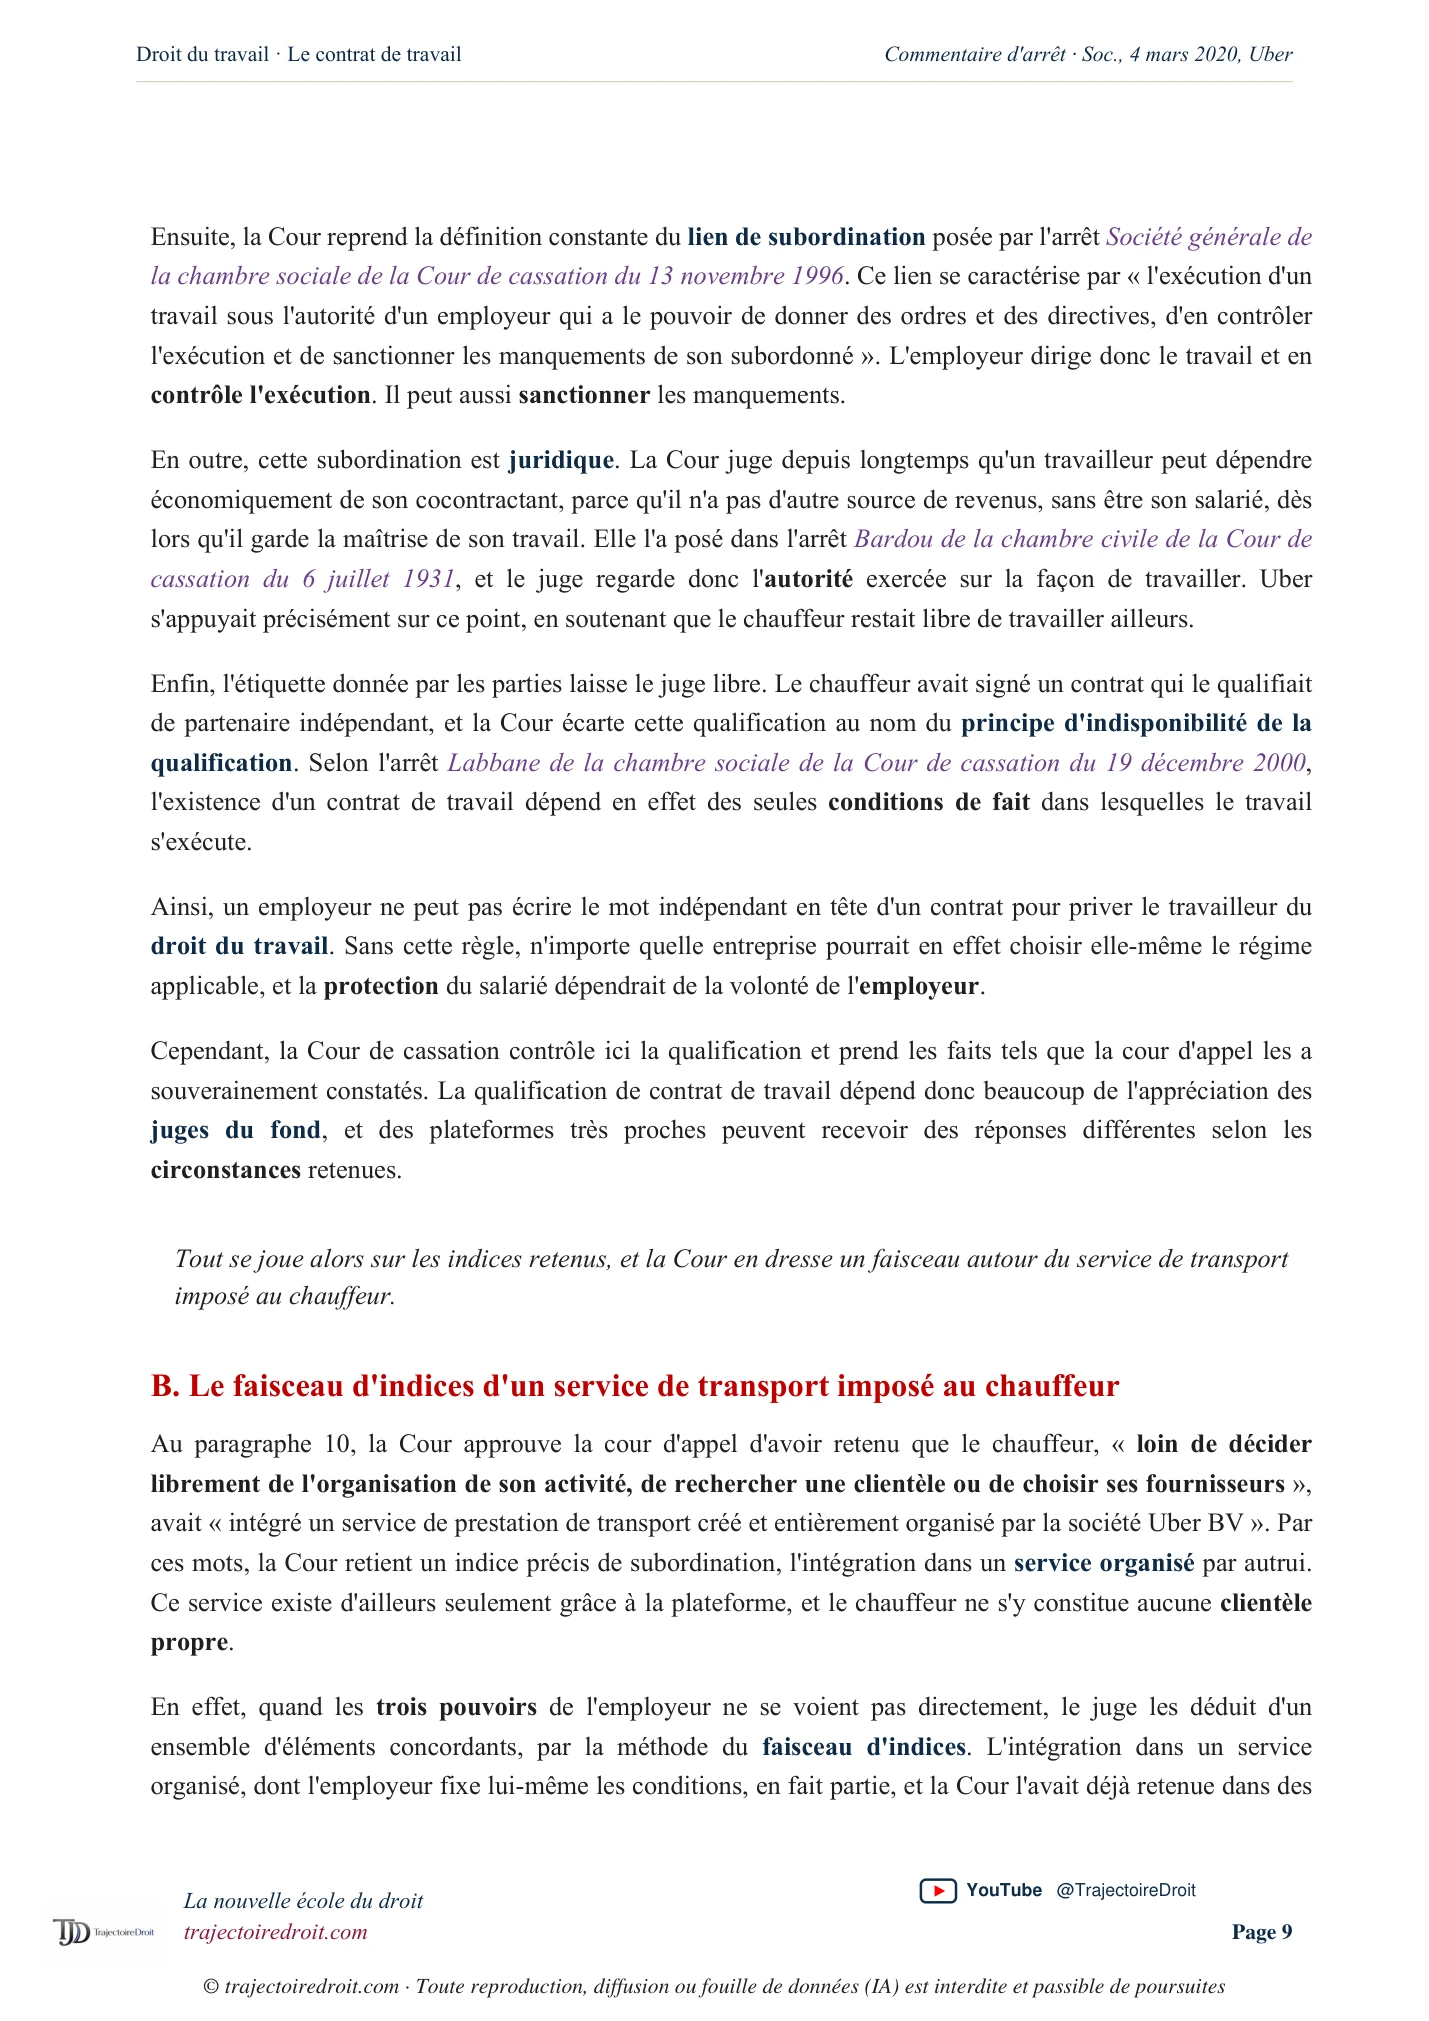 Droit du travail · Le contrat de travail
Commentaire d'arrêt · Soc., 4 mars 2020, Uber
Ensuite, la Cour reprend la définition constante du lien de subordination posée par l'arrêt Société générale de
la chambre sociale de la Cour de cassation du 13 novembre 1996. Ce lien se caractérise par « l'exécution d'un
travail sous l'autorité d'un employeur qui a le pouvoir de donner des ordres et des directives, d'en contrôler
l'exécution et de sanctionner les manquements de son subordonné ». L'employeur dirige donc le travail et en
contrôle l'exécution. Il peut aussi sanctionner les manquements.
En outre, cette subordination est juridique. La Cour juge depuis longtemps qu'un travailleur peut dépendre
économiquement de son cocontractant, parce qu'il n'a pas d'autre source de revenus, sans être son salarié, dès
lors qu'il garde la maîtrise de son travail. Elle l'a posé dans l'arrêt Bardou de la chambre civile de la Cour de
cassation du 6 juillet 1931, et le juge regarde donc l'autorité exercée sur la façon de travailler. Uber
s'appuyait précisément sur ce point, en soutenant que le chauffeur restait libre de travailler ailleurs.
Enfin, l'étiquette donnée par les parties laisse le juge libre. Le chauffeur avait signé un contrat qui le qualifiait
de partenaire indépendant, et la Cour écarte cette qualification au nom du principe d'indisponibilité de la
qualification. Selon l'arrêt Labbane de la chambre sociale de la Cour de cassation du 19 décembre 2000,
l'existence d'un contrat de travail dépend en effet des seules conditions de fait dans lesquelles le travail
s'exécute.
Ainsi, un employeur ne peut pas écrire le mot indépendant en tête d'un contrat pour priver le travailleur du
droit du travail. Sans cette règle, n'importe quelle entreprise pourrait en effet choisir elle-même le régime
applicable, et la protection du salarié dépendrait de la volonté de l'employeur.
Cependant, la Cour de cassation contrôle ici la qualification et prend les faits tels que la cour d'appel les a
souverainement constatés. La qualification de contrat de travail dépend donc beaucoup de l'appréciation des
juges du fond, et des plateformes très proches peuvent recevoir des réponses différentes selon les
circonstances retenues.
Tout se joue alors sur les indices retenus, et la Cour en dresse un faisceau autour du service de transport
imposé au chauffeur.
B. Le faisceau d'indices d'un service de transport imposé au chauffeur
Au paragraphe 10, la Cour approuve la cour d'appel d'avoir retenu que le chauffeur, « loin de décider
librement de l'organisation de son activité, de rechercher une clientèle ou de choisir ses fournisseurs »,
avait « intégré un service de prestation de transport créé et entièrement organisé par la société Uber BV ». Par
ces mots, la Cour retient un indice précis de subordination, l'intégration dans un service organisé par autrui.
Ce service existe d'ailleurs seulement grâce à la plateforme, et le chauffeur ne s'y constitue aucune clientèle
propre.
En effet, quand les trois pouvoirs de l'employeur ne se voient pas directement, le juge les déduit d'un
ensemble d'éléments concordants, par la méthode du faisceau d'indices. L'intégration dans un service
organisé, dont l'employeur fixe lui-même les conditions, en fait partie, et la Cour l'avait déjà retenue dans des
TJD TrajectoireDroit
La nouvelle école du droit
trajectoiredroit.com
YouTube @TrajectoireDroit
Page 9
© trajectoiredroit.com · Toute reproduction, diffusion ou fouille de données (IA) est interdite et passible de poursuites